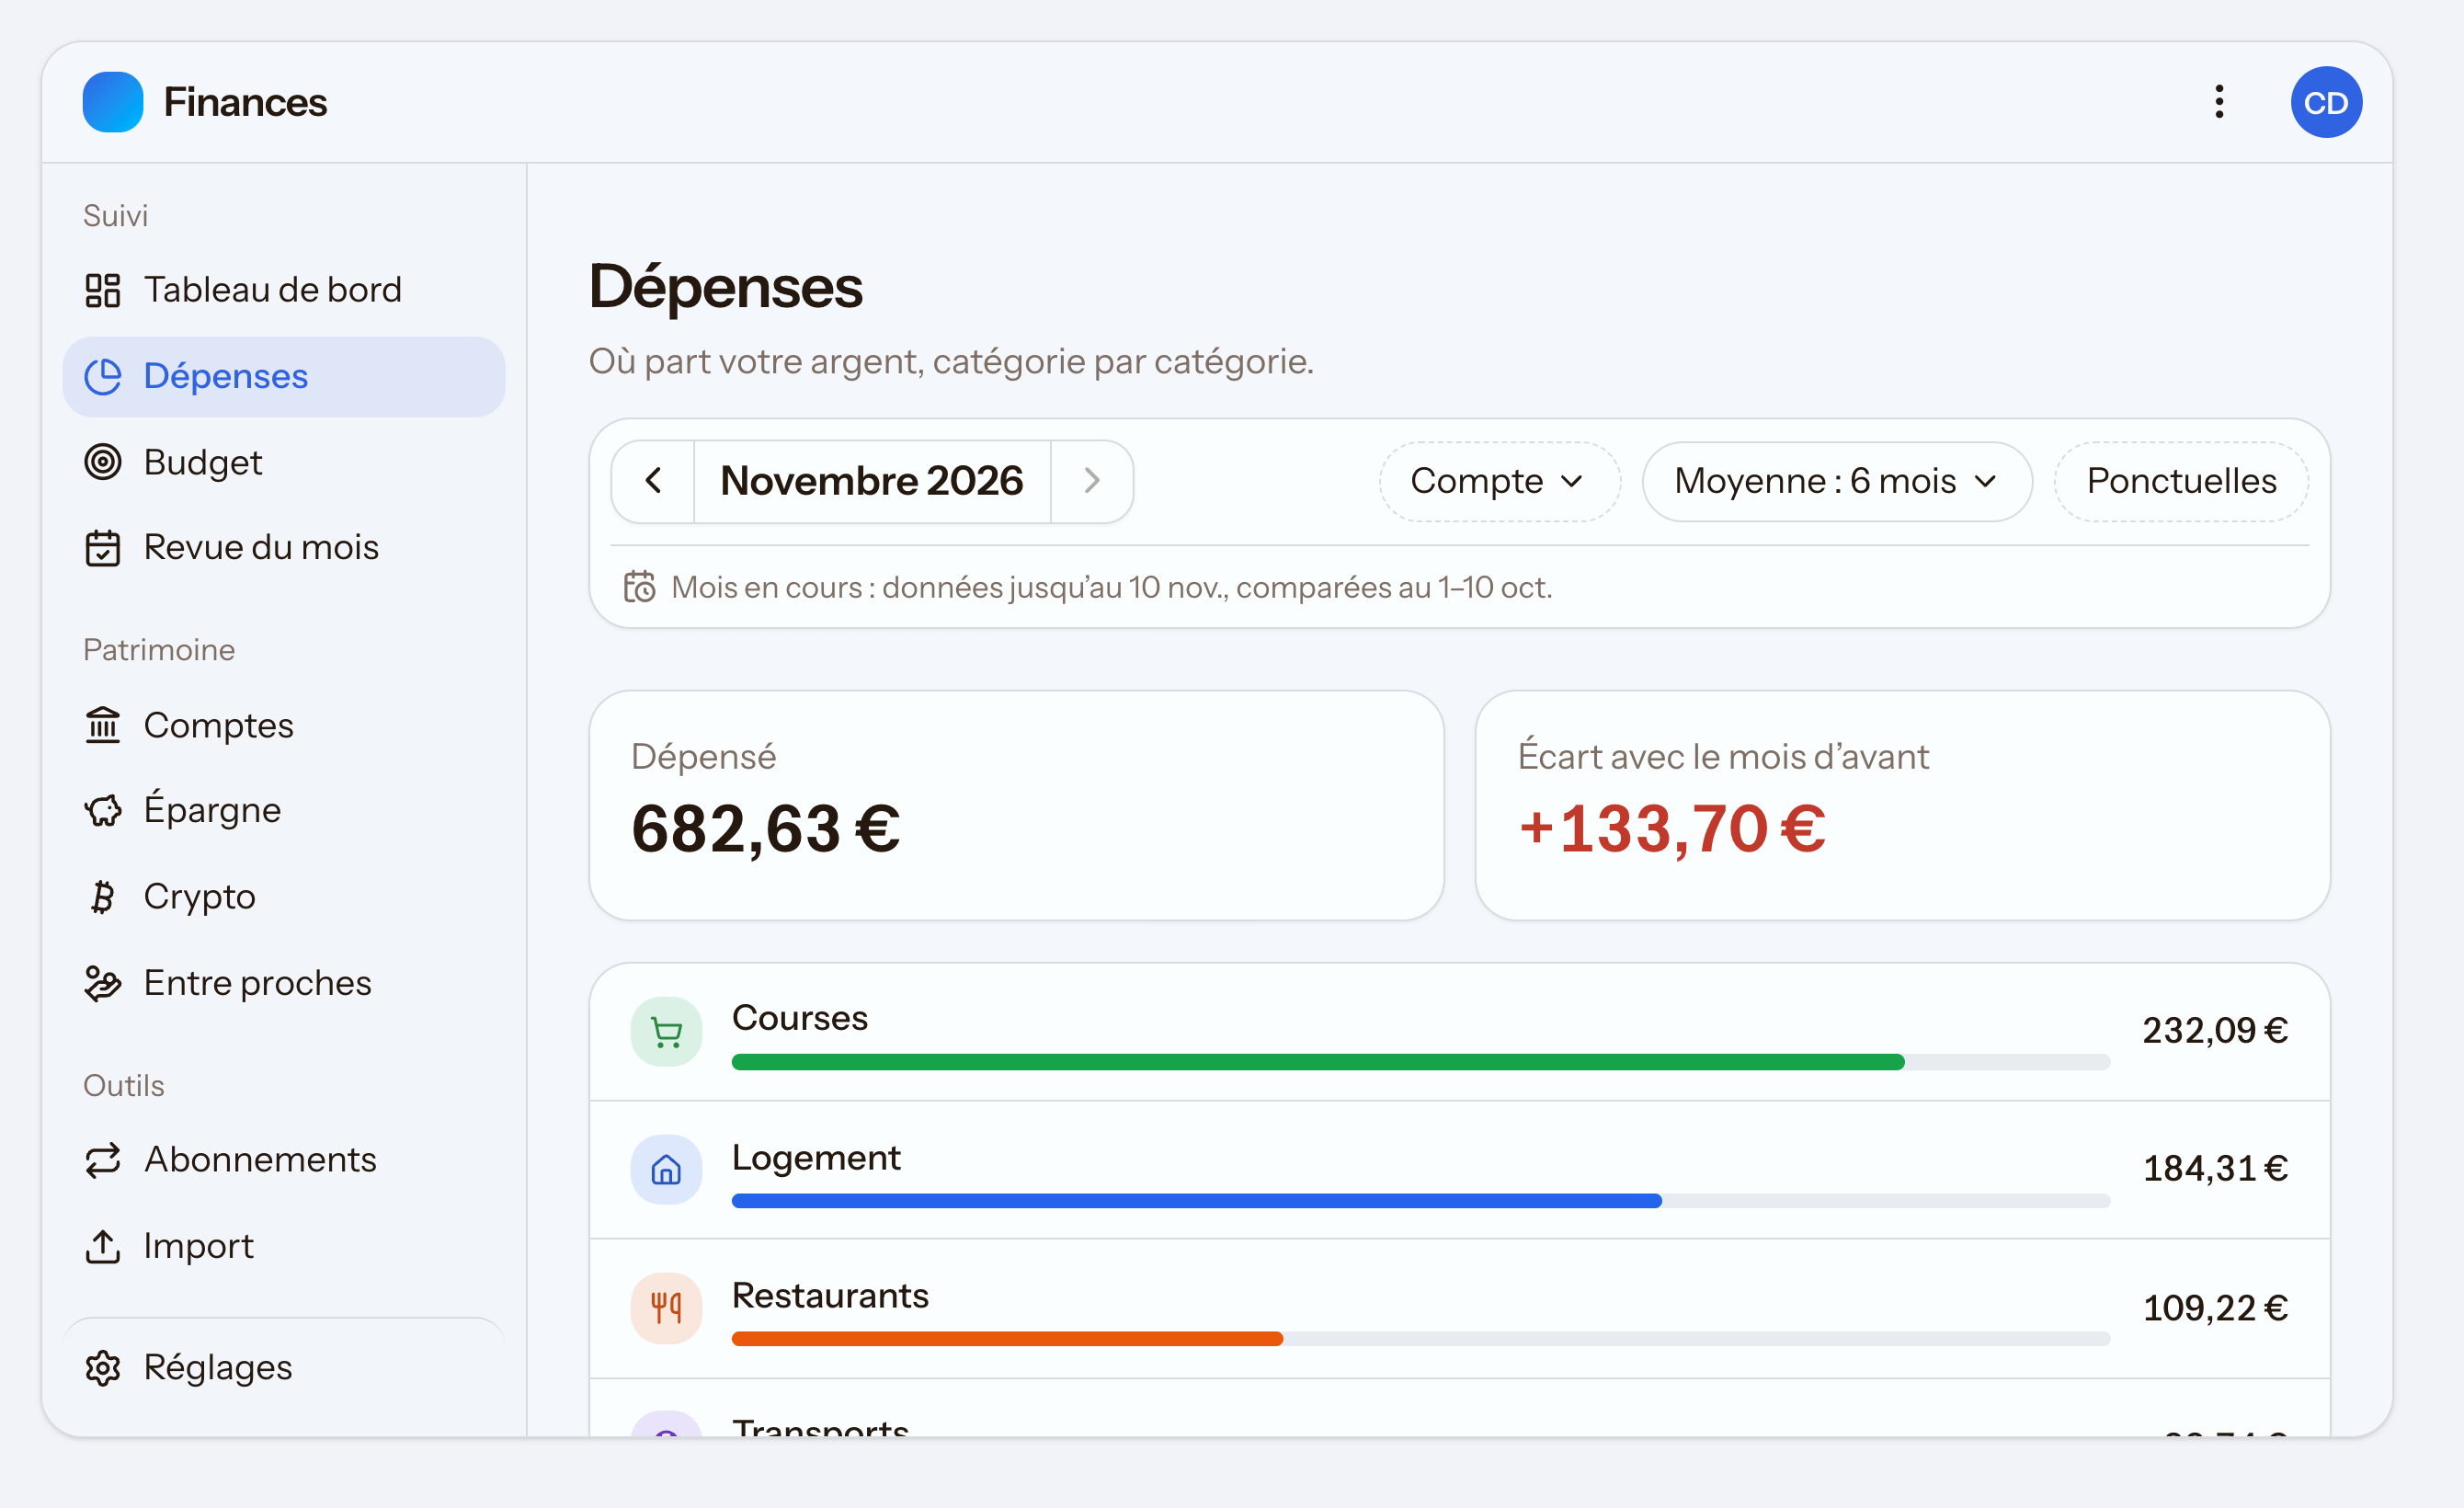 Finances
CD
Suivi
Tableau de bord
Dépenses
Budget
Revue du mois
Patrimoine
Comptes
Épargne
Crypto
Entre proches
Outils
Abonnements
Import
Réglages
Dépenses
Où part votre argent, catégorie par catégorie.
Novembre 2026
Compte
Moyenne : 6 mois
Ponctuelles
Mois en cours : données jusqu’au 10 nov., comparées au 1–10 oct.
Dépensé
682,63 €
Écart avec le mois d’avant
+133,70 €
Courses
232,09 €
Logement
184,31 €
Restaurants
109,22 €
Transports